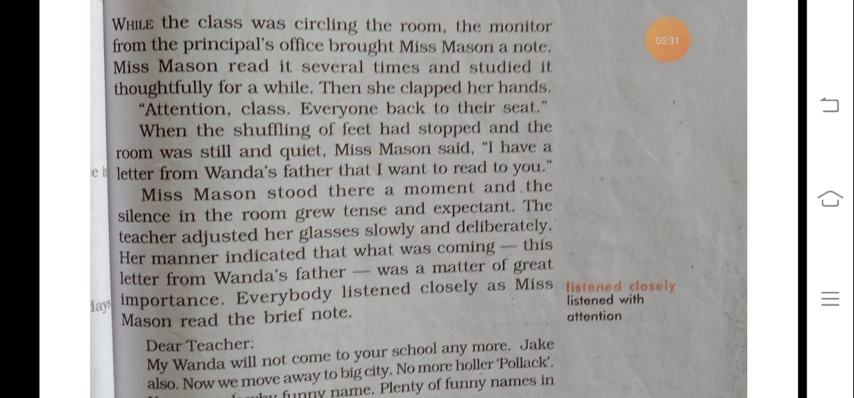 WHILE the class was circling the room, the monitor
from the principal's office brought Miss Mason a note.
Miss Mason read it several times and studied it
thoughtfully for a while. Then she clapped her hands.
"Attention, class. Everyone back to their seat."
When the shuffling of feet had stopped and the
room was still and quiet, Miss Mason said, "I have a
letter from Wanda's father that I want to read to you."
Miss Mason stood there a moment and the
silence in the room grew tense and expectant. The
teacher adjusted her glasses slowly and deliberately.
Her manner indicated that what was coming — this
letter from Wanda's father — was a matter of great
importance. Everybody listened closely as Miss
Mason read the brief note.
listened closely
listened with
attention
Dear Teacher:
My Wanda will not come to your school any more. Jake
also. Now we move away to big city. No more holler 'Pollack'.
funny name. Plenty of funny names in
05:31